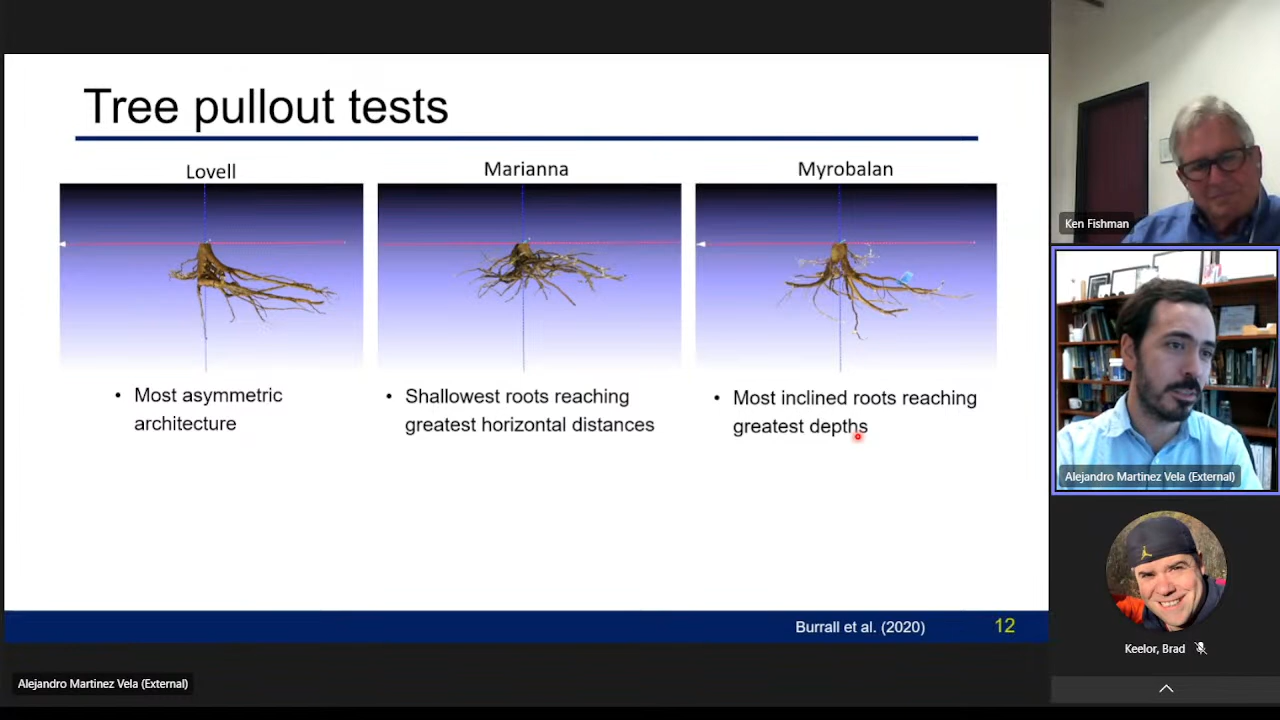 Tree pullout tests
Lovell
Marianna
Myrobalan
• Most asymmetric
architecture
• Shallowest roots reaching
greatest horizontal distances
• Most inclined roots reaching
greatest depths
Burrall et al. (2020)
12
Alejandro Martinez Vela (External)
Ken Fishman
Alejandro Martinez Vela (External)
Keelor, Brad